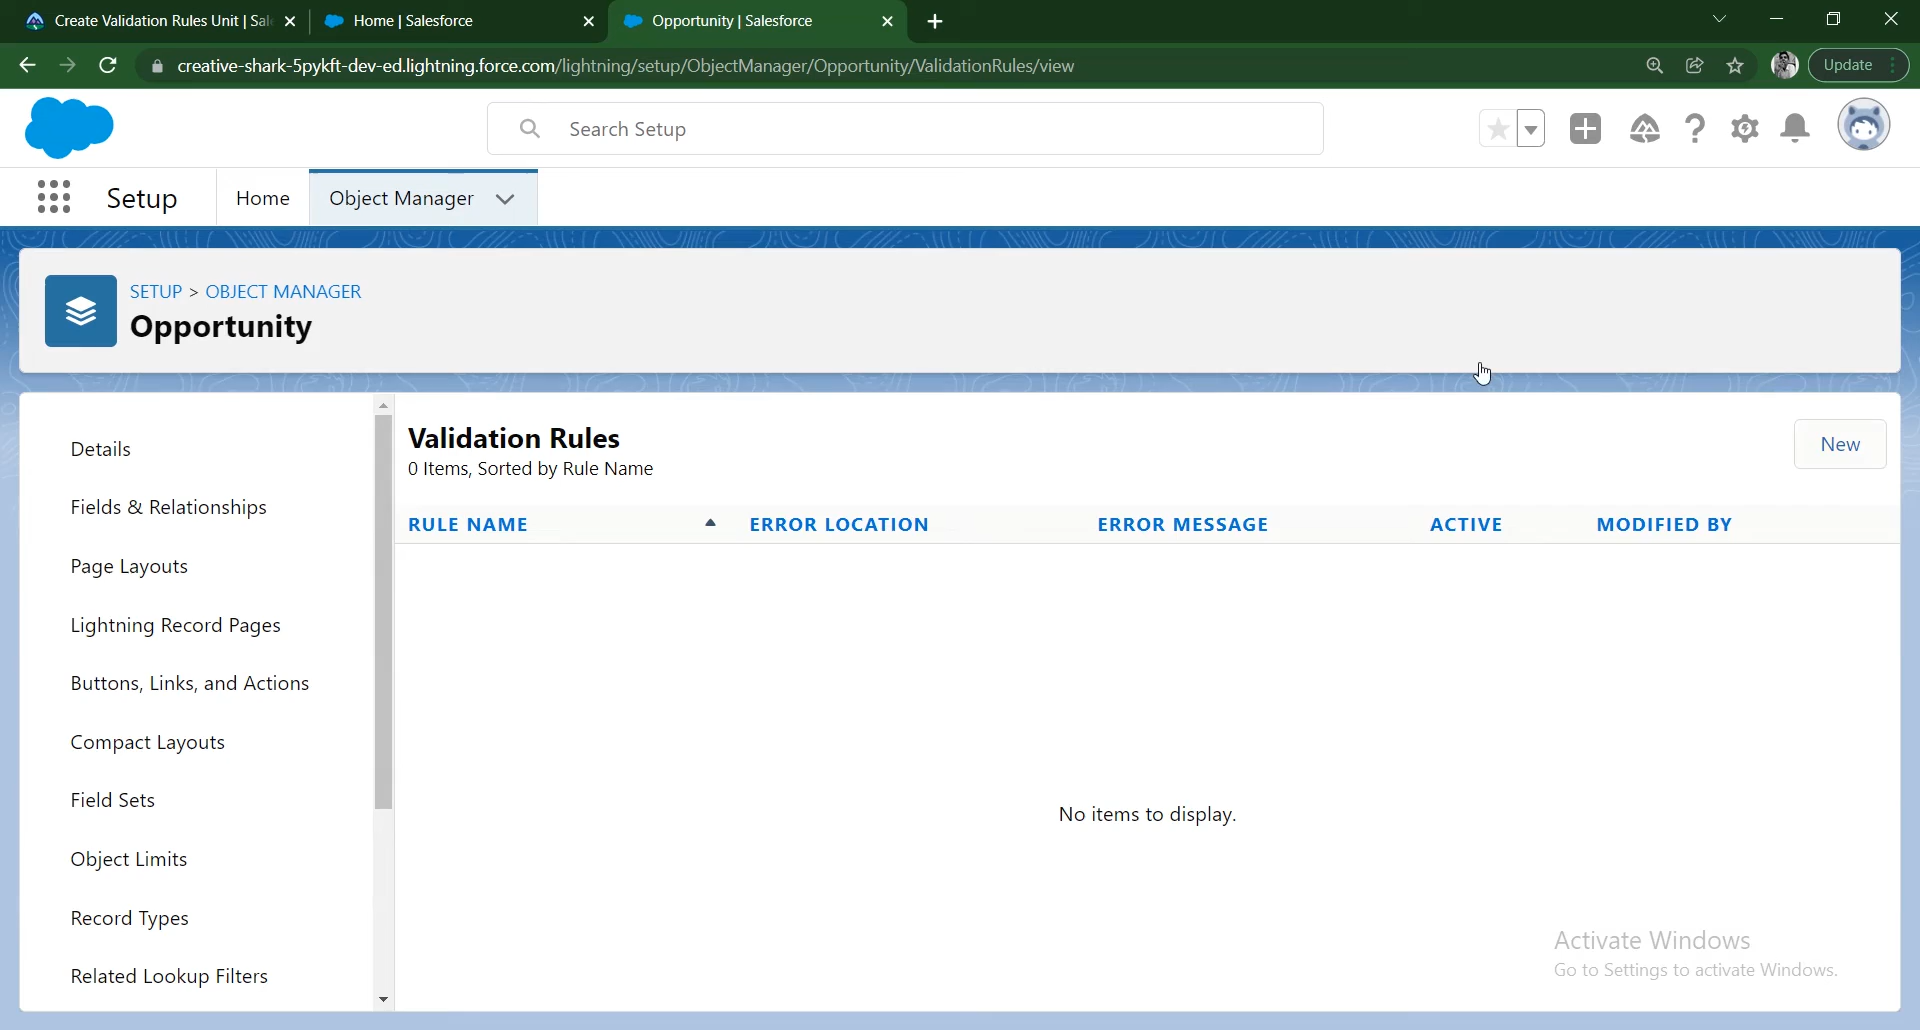 Create Validation Rules Unit | Sal
Home | Salesforce
Opportunity | Salesforce
creative-shark-5pykft-dev-ed.lightning.force.com/lightning/setup/ObjectManager/Opportunity/ValidationRules/view
Update
Search Setup
Setup
Home
Object Manager
SETUP > OBJECT MANAGER
Opportunity
Details
Fields & Relationships
Page Layouts
Lightning Record Pages
Buttons, Links, and Actions
Compact Layouts
Field Sets
Object Limits
Record Types
Related Lookup Filters
Validation Rules
0 Items, Sorted by Rule Name
New
RULE NAME ERROR LOCATION ERROR MESSAGE ACTIVE MODIFIED BY
No items to display.
Activate Windows
Go to Settings to activate Windows.